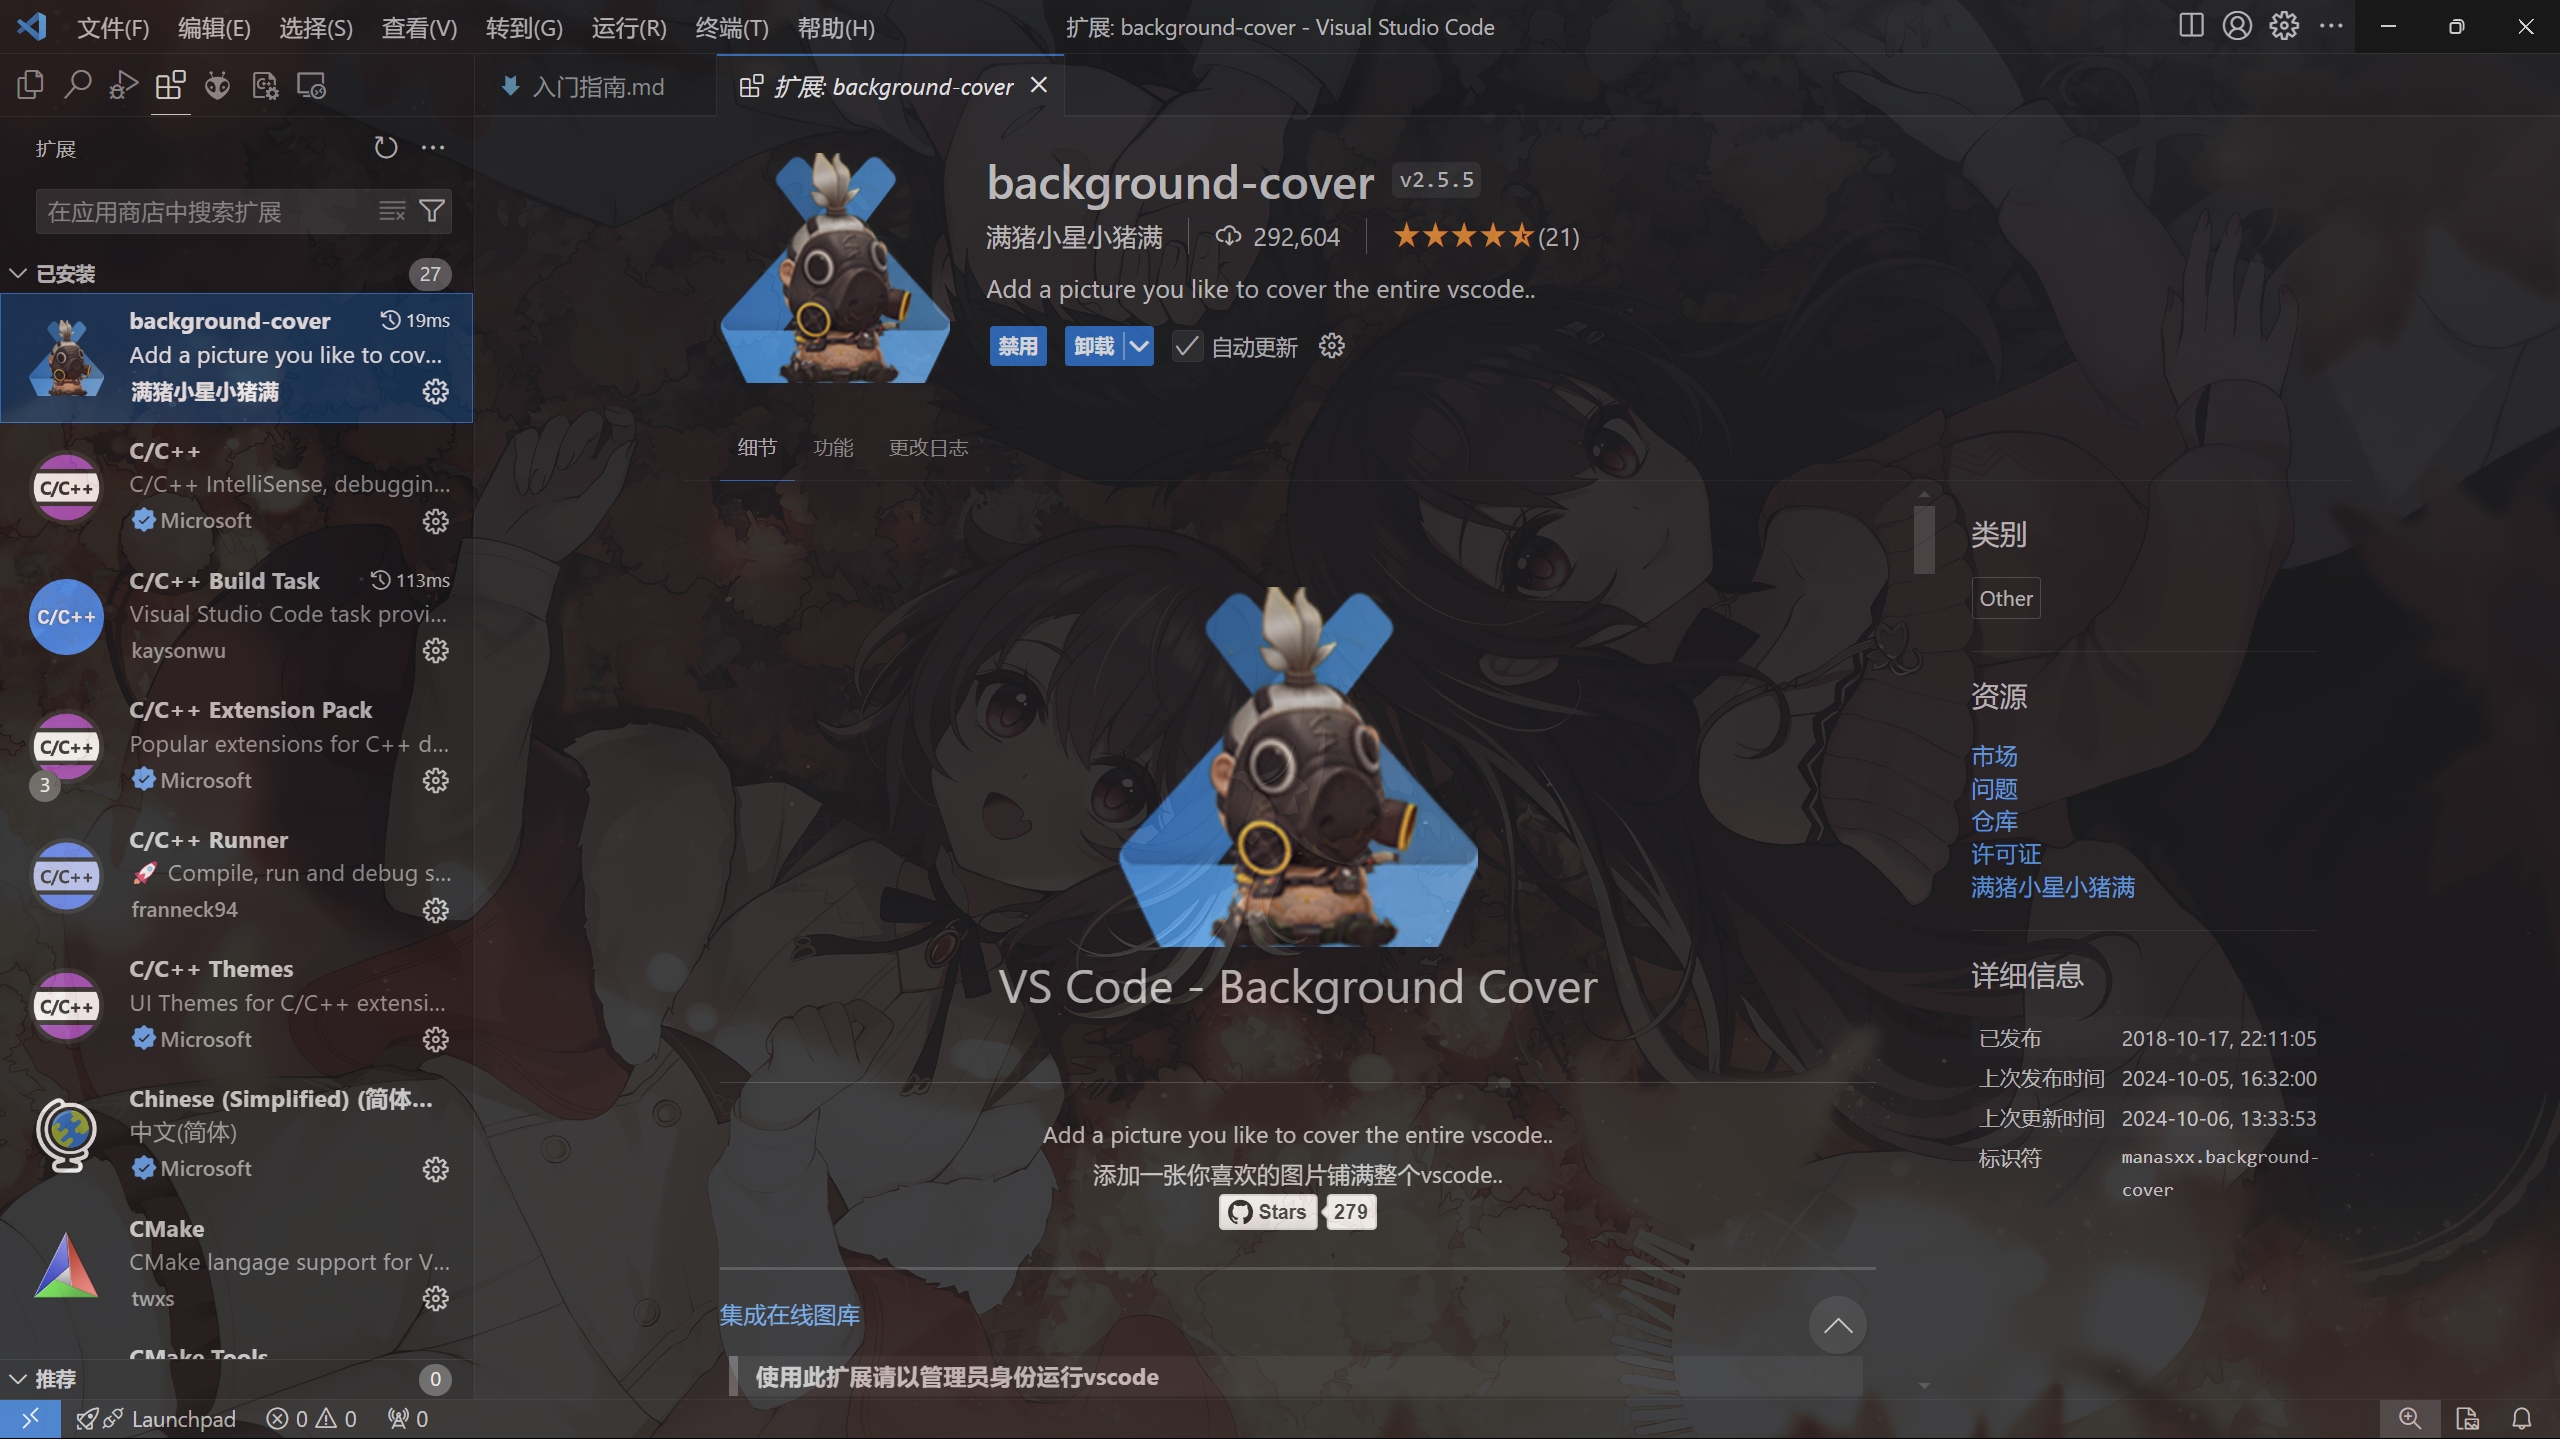 文件(F) 编辑(E) 选择(S) 查看(V) 转到(G) 运行(R) 终端(T) 帮助(H)
扩展: background-cover - Visual Studio Code
入门指南.md
扩展: background-cover
扩展
在应用商店中搜索扩展
已安装
27
background-cover
19ms
Add a picture you like to cov...
满猪小星小猪满
C/C++
C/C++
C/C++ IntelliSense, debuggin...
Microsoft
C/C++
C/C++ Build Task
113ms
Visual Studio Code task provi...
kaysonwu
C/C++
3
C/C++ Extension Pack
Popular extensions for C++ d...
Microsoft
C/C++
C/C++ Runner
🚀 Compile, run and debug s...
franneck94
C/C++
C/C++ Themes
UI Themes for C/C++ extensi...
Microsoft
Chinese (Simplified) (简体...
中文(简体)
Microsoft
CMake
CMake langage support for V...
twxs
CMake Tools
推荐
0
background-cover
v2.5.5
满猪小星小猪满
292,604
(21)
Add a picture you like to cover the entire vscode..
禁用
卸载
自动更新
细节
功能
更改日志
VS Code - Background Cover
Add a picture you like to cover the entire vscode..
添加一张你喜欢的图片铺满整个vscode..
Stars 279
集成在线图库
使用此扩展请以管理员身份运行vscode
类别
Other
资源
市场
问题
仓库
许可证
满猪小星小猪满
详细信息
已发布 2018-10-17, 22:11:05
上次发布时间 2024-10-05, 16:32:00
上次更新时间 2024-10-06, 13:33:53
标识符 manasxx.background-
cover
Launchpad
0 0
0